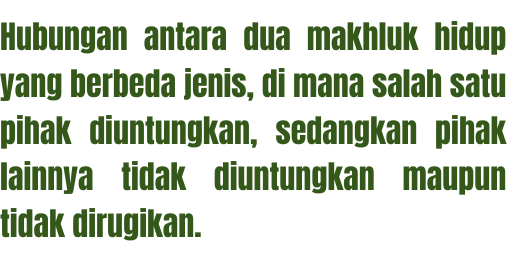 Hubungan antara dua makhluk hidup
yang berbeda jenis, di mana salah satu
pihak diuntungkan, sedangkan pihak
lainnya tidak diuntungkan maupun
tidak dirugikan.